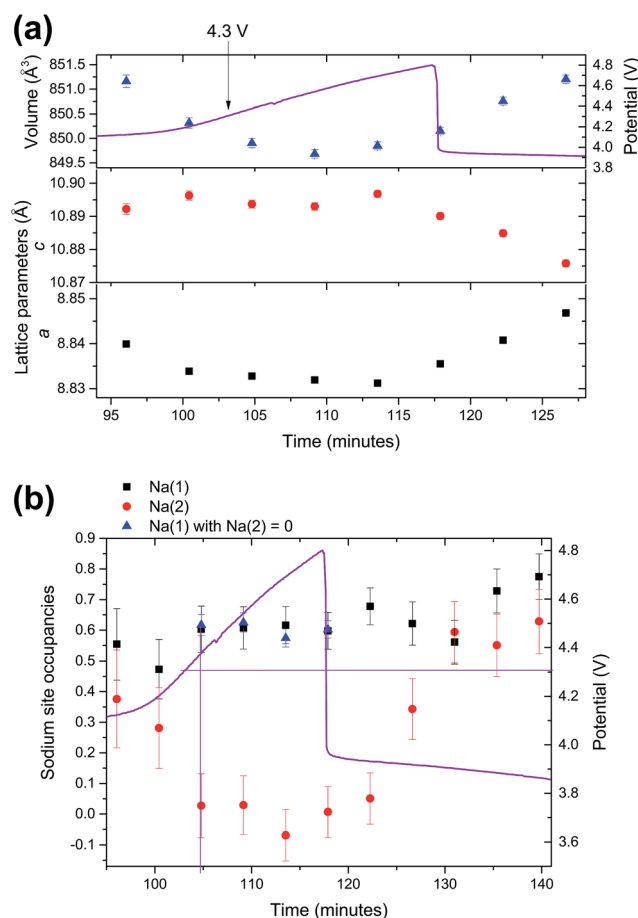 (a)
4.3 V
Volume (Å³)
851.5
851.0
850.5
850.0
849.5
4.8
4.6
4.4
4.2
4.0
3.8
Potential (V)
Lattice parameters (Å)
c
10.90
10.89
10.88
10.87
a
8.85
8.84
8.83
95 100 105 110 115 120 125
Time (minutes)
(b)
Na(1)
Na(2)
Na(1) with Na(2) = 0
Sodium site occupancies
0.9
0.8
0.7
0.6
0.5
0.4
0.3
0.2
0.1
0.0
-0.1
4.8
4.6
4.4
4.2
4.0
3.8
3.6
Potential (V)
100 110 120 130 140
Time (minutes)